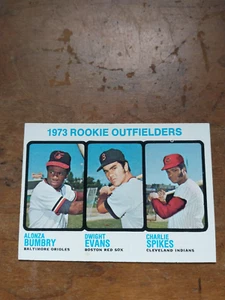 1973 ROOKIE OUTFIELDERS
ALONZA
BUMBRY
BALTIMORE ORIOLES
DWIGHT
EVANS
BOSTON RED SOX
CHARLIE
SPIKES
CLEVELAND INDIANS